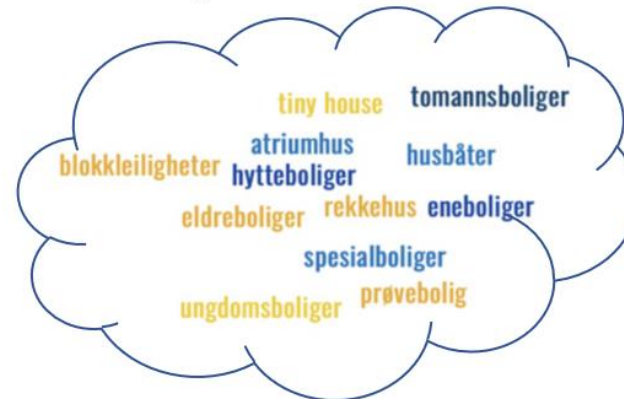 tiny house
tomannsboliger
atriumhus
husbåter
blokkleiligheter
hytteboliger
eldreboliger
rekkehus
eneboliger
spesialboliger
prøvebolig
ungdomsboliger